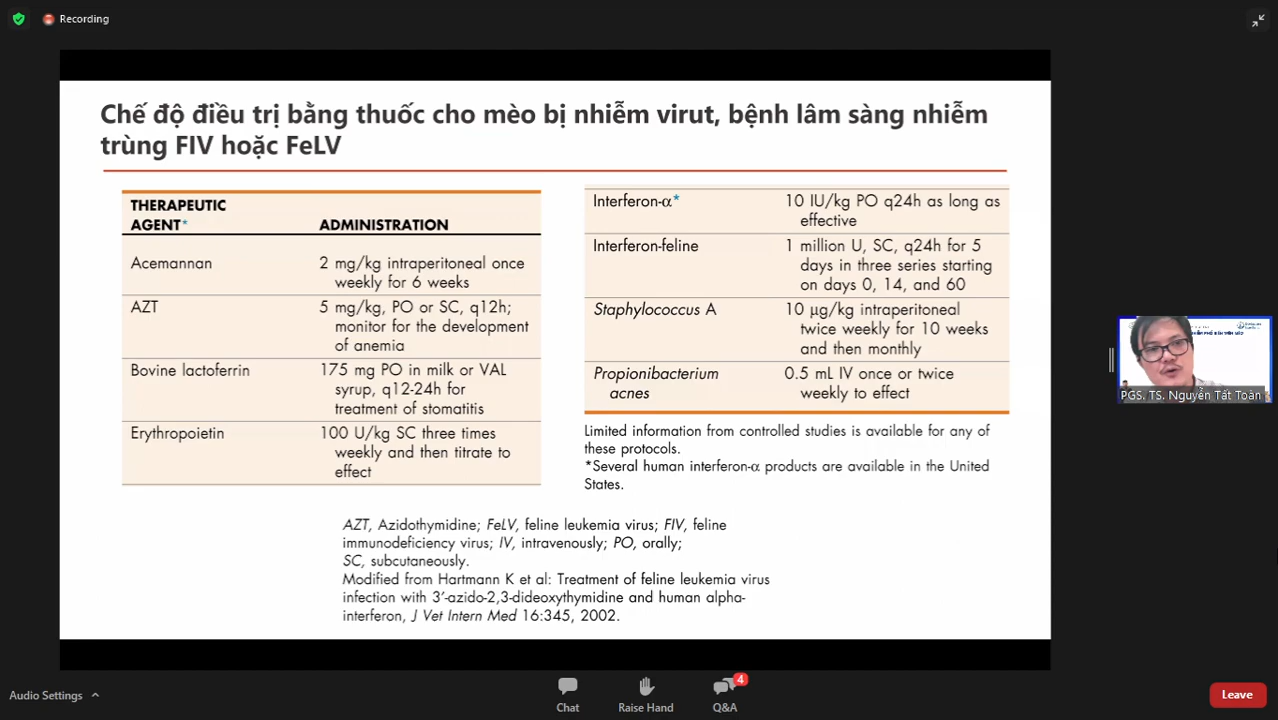 Recording
Chế độ điều trị bằng thuốc cho mèo bị nhiễm virut, bệnh lâm sàng nhiễm
trùng FIV hoặc FeLV
THERAPEUTIC
AGENT* ADMINISTRATION
Acemannan 2 mg/kg intraperitoneal once
weekly for 6 weeks
AZT 5 mg/kg, PO or SC, q12h;
monitor for the development
of anemia
Bovine lactoferrin 175 mg PO in milk or VAL
syrup, q12-24h for
treatment of stomatitis
Erythropoietin 100 U/kg SC three times
weekly and then titrate to
effect
Interferon-α* 10 IU/kg PO q24h as long as
effective
Interferon-feline 1 million U, SC, q24h for 5
days in three series starting
on days 0, 14, and 60
Staphylococcus A 10 µg/kg intraperitoneal
twice weekly for 10 weeks
and then monthly
Propionibacterium 0.5 mL IV once or twice
acnes weekly to effect
Limited information from controlled studies is available for any of
these protocols.
*Several human interferon-α products are available in the United
States.
AZT, Azidothymidine; FeLV, feline leukemia virus; FIV, feline
immunodeficiency virus; IV, intravenously; PO, orally;
SC, subcutaneously.
Modified from Hartmann K et al: Treatment of feline leukemia virus
infection with 3′-azido-2,3-dideoxythymidine and human alpha-
interferon, J Vet Intern Med 16:345, 2002.
PGS. TS. Nguyễn Tất Toàn
Audio Settings
Chat
Raise Hand
4
Q&A
Leave